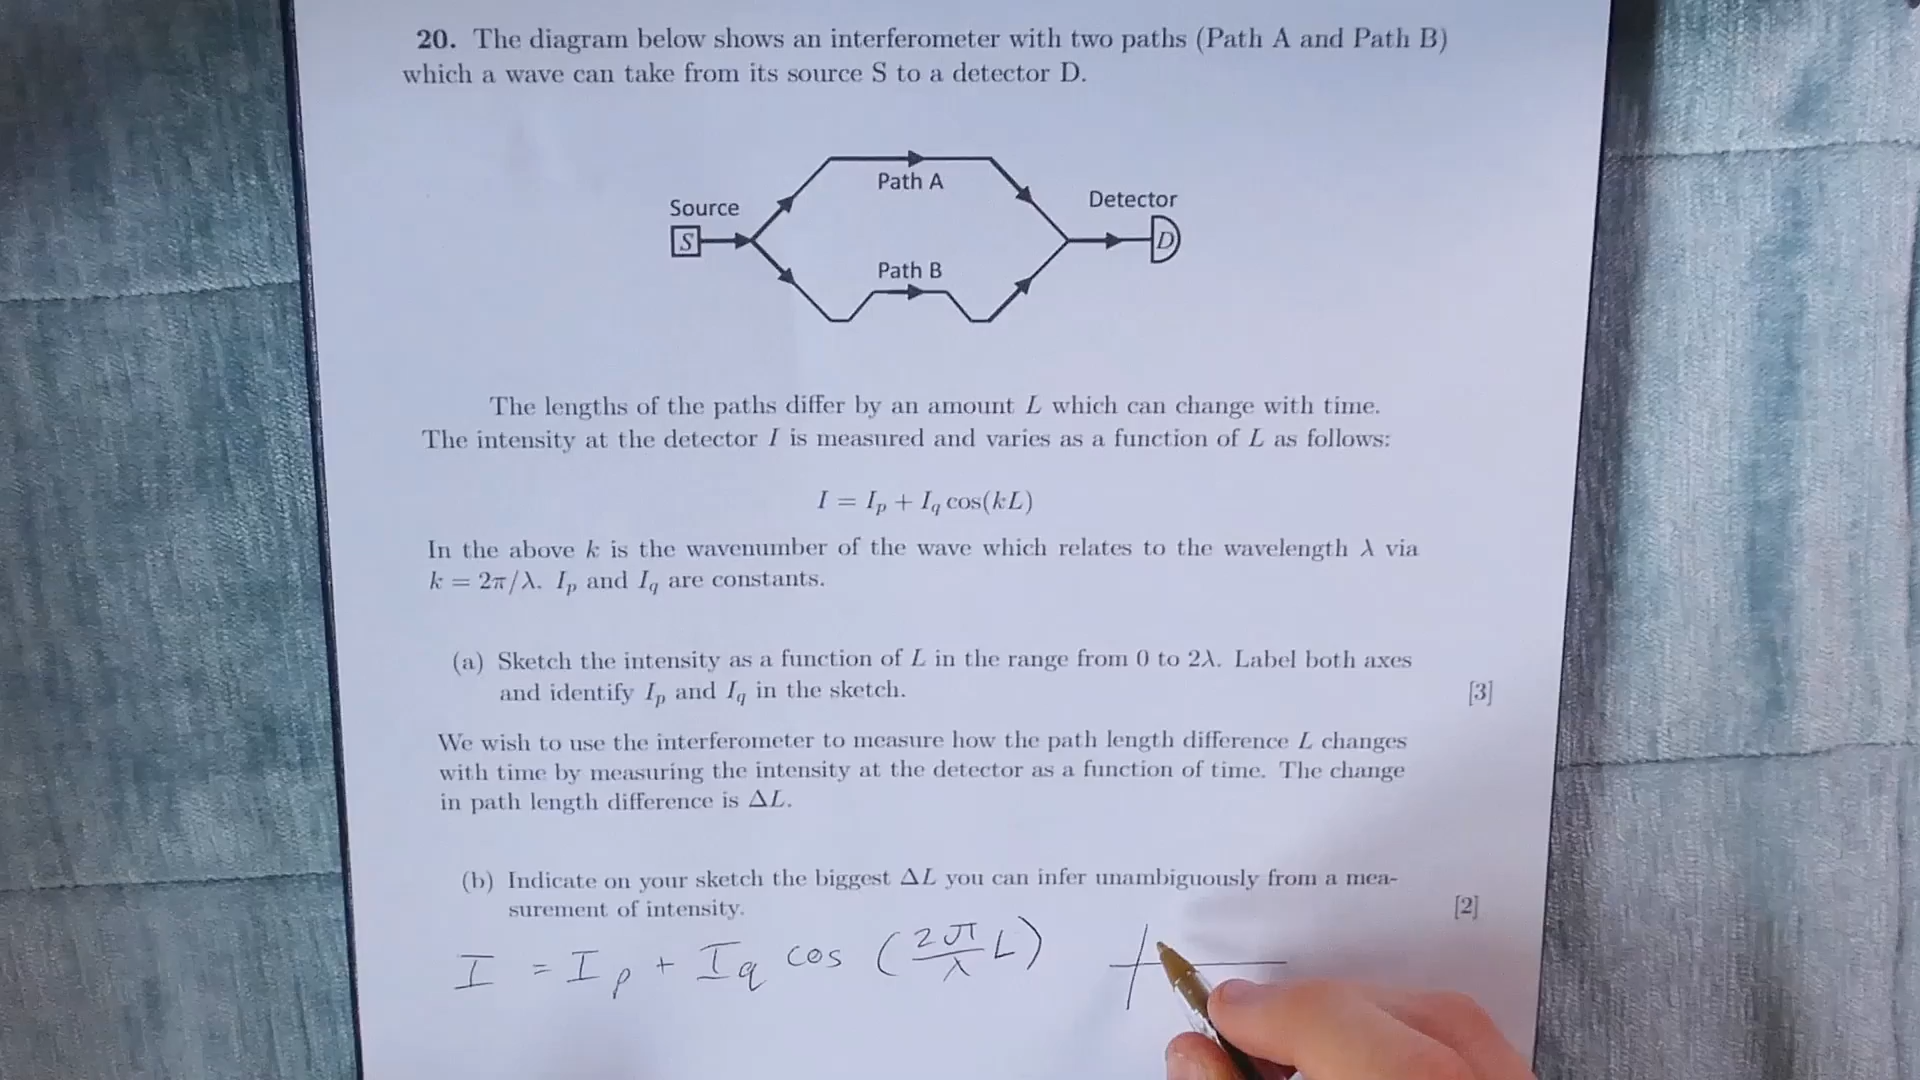 20. The diagram below shows an interferometer with two paths (Path A and Path B)
which a wave can take from its source S to a detector D.
Path A
Source
Detector
S
D
Path B
The lengths of the paths differ by an amount L which can change with time.
The intensity at the detector I is measured and varies as a function of L as follows:
I = I_p + I_q cos(kL)
In the above k is the wavenumber of the wave which relates to the wavelength λ via
k = 2π/λ. I_p and I_q are constants.
(a) Sketch the intensity as a function of L in the range from 0 to 2λ. Label both axes
and identify I_p and I_q in the sketch. [3]
We wish to use the interferometer to measure how the path length difference L changes
with time by measuring the intensity at the detector as a function of time. The change
in path length difference is ΔL.
(b) Indicate on your sketch the biggest ΔL you can infer unambiguously from a mea-
surement of intensity. [2]
I = I_p + I_q cos (2π/λ L)